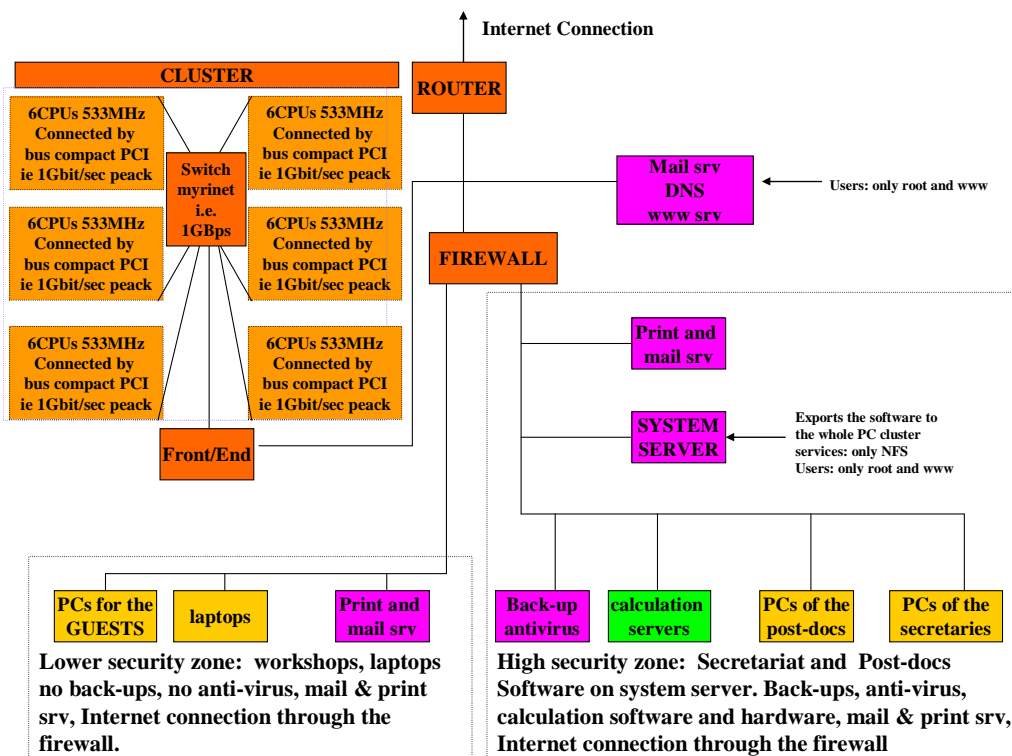 Internet Connection
CLUSTER
ROUTER
6CPUs 533MHz
Connected by
bus compact PCI
ie 1Gbit/sec peack
6CPUs 533MHz
Connected by
bus compact PCI
ie 1Gbit/sec peack
Switch
myrinet
i.e.
1GBps
Mail srv
DNS
www srv
Users: only root and www
6CPUs 533MHz
Connected by
bus compact PCI
ie 1Gbit/sec peack
6CPUs 533MHz
Connected by
bus compact PCI
ie 1Gbit/sec peack
FIREWALL
6CPUs 533MHz
Connected by
bus compact PCI
ie 1Gbit/sec peack
6CPUs 533MHz
Connected by
bus compact PCI
ie 1Gbit/sec peack
Print and
mail srv
Front/End
SYSTEM
SERVER
Exports the software to
the whole PC cluster
services: only NFS
Users: only root and www
PCs for the
GUESTS
laptops
Print and
mail srv
Back-up
antivirus
calculation
servers
PCs of the
post-docs
PCs of the
secretaries
Lower security zone: workshops, laptops
no back-ups, no anti-virus, mail & print
srv, Internet connection through the
firewall.
High security zone: Secretariat and Post-docs
Software on system server. Back-ups, anti-virus,
calculation software and hardware, mail & print srv,
Internet connection through the firewall